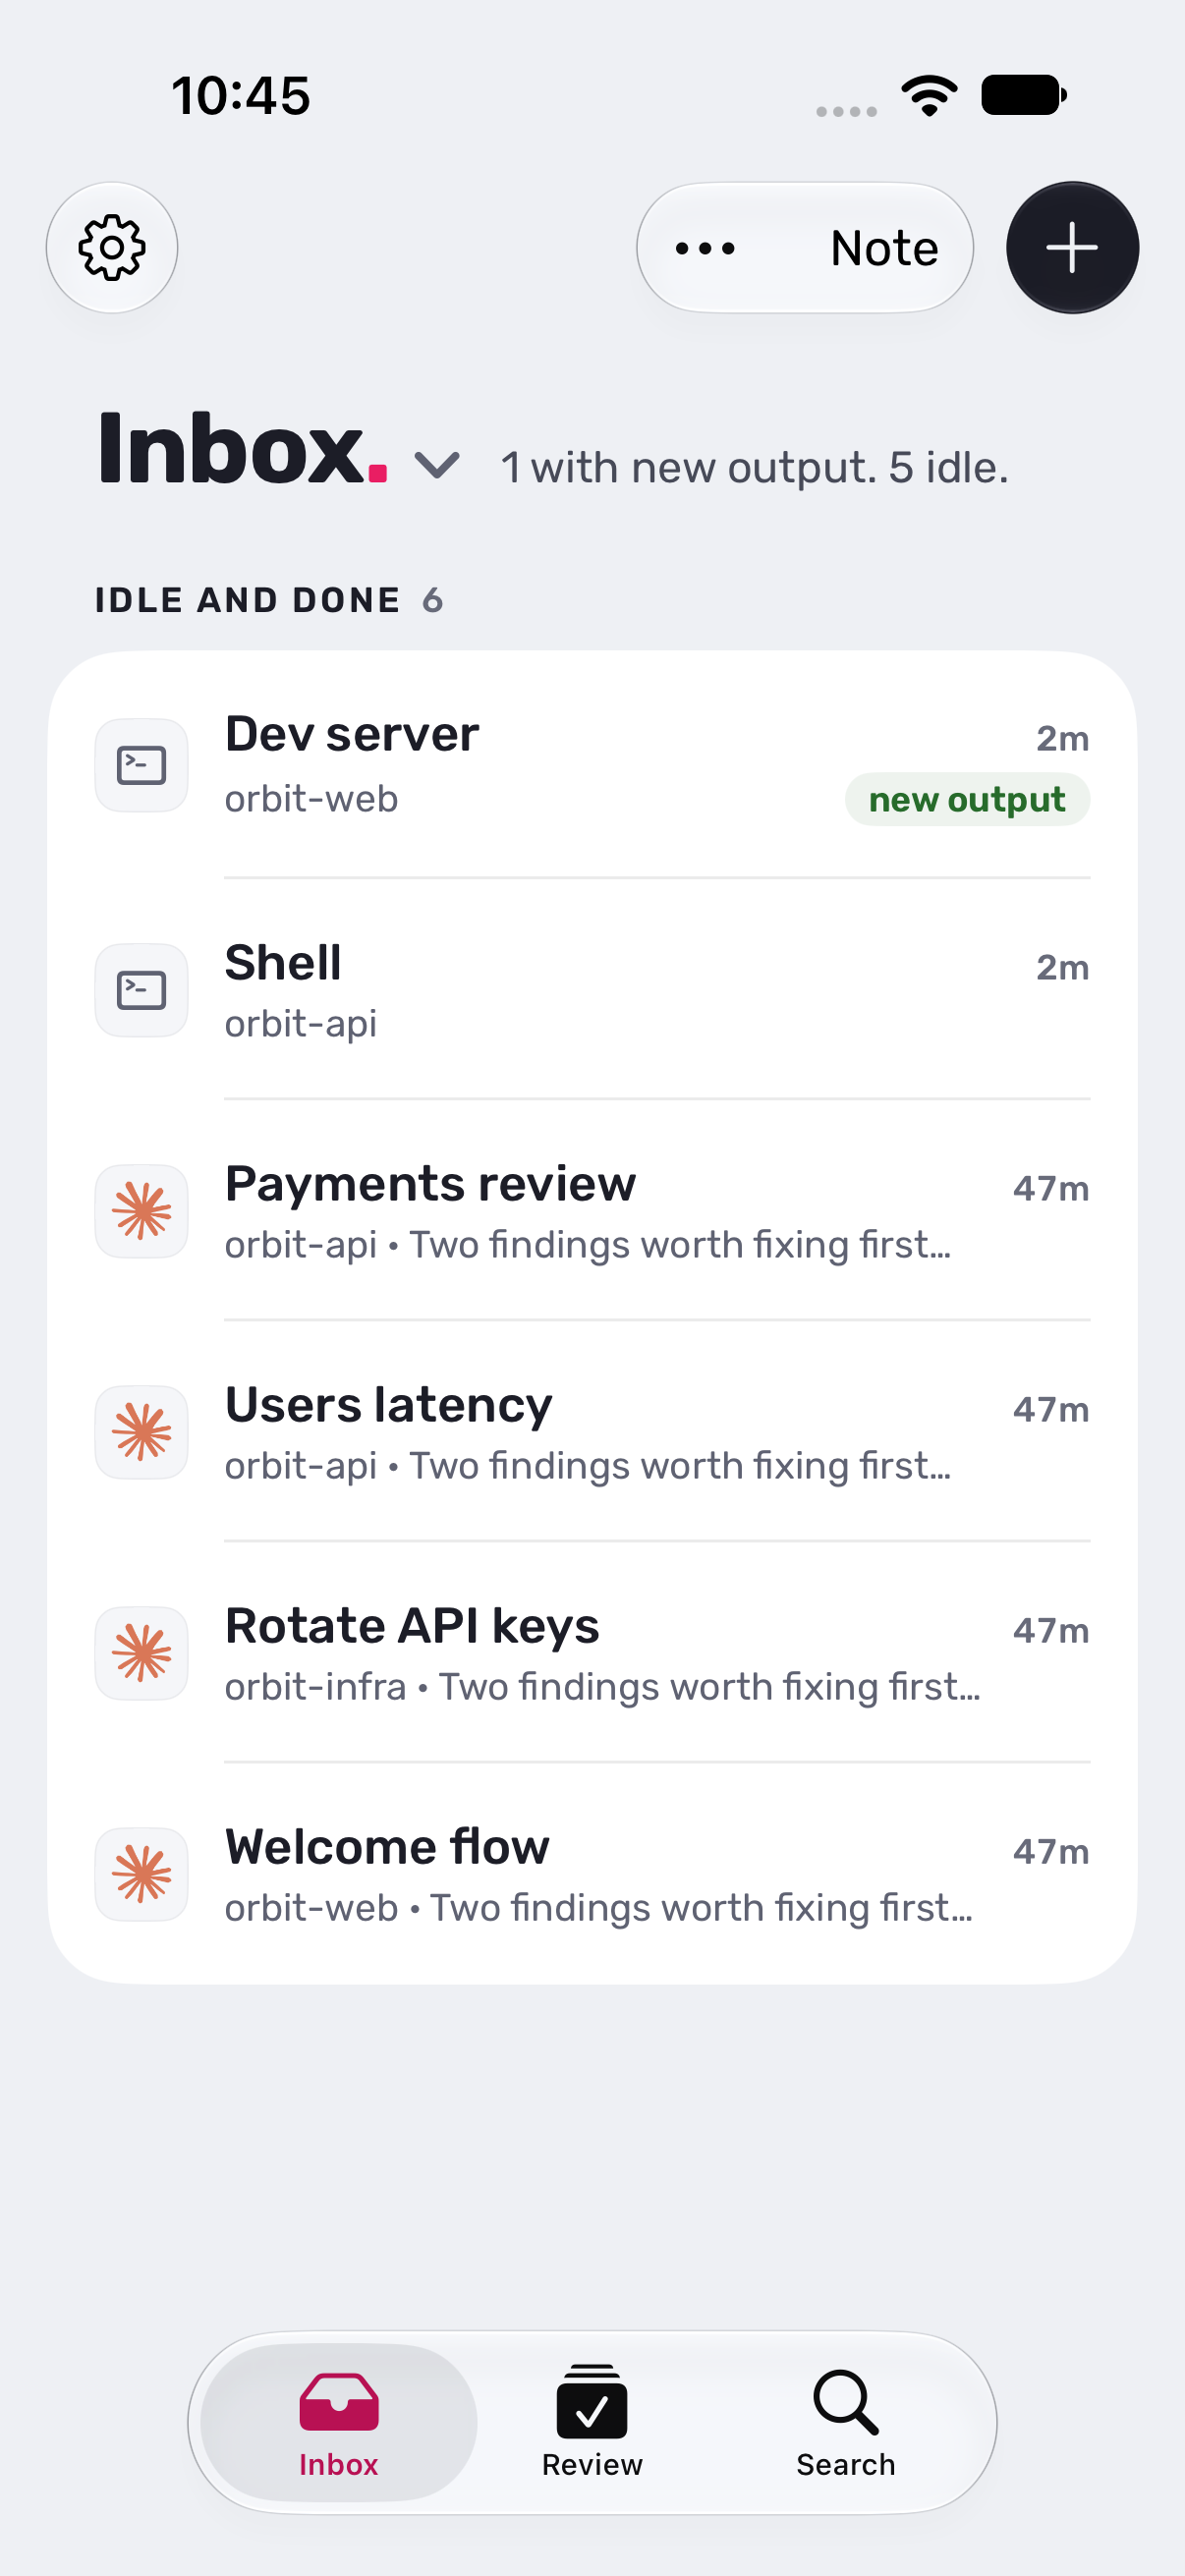 10:45
Note
Inbox. 1 with new output. 5 idle.
IDLE AND DONE 6
Dev server 2m
orbit-web new output
Shell 2m
orbit-api
Payments review 47m
orbit-api • Two findings worth fixing first...
Users latency 47m
orbit-api • Two findings worth fixing first...
Rotate API keys 47m
orbit-infra • Two findings worth fixing first...
Welcome flow 47m
orbit-web • Two findings worth fixing first...
Inbox Review Search